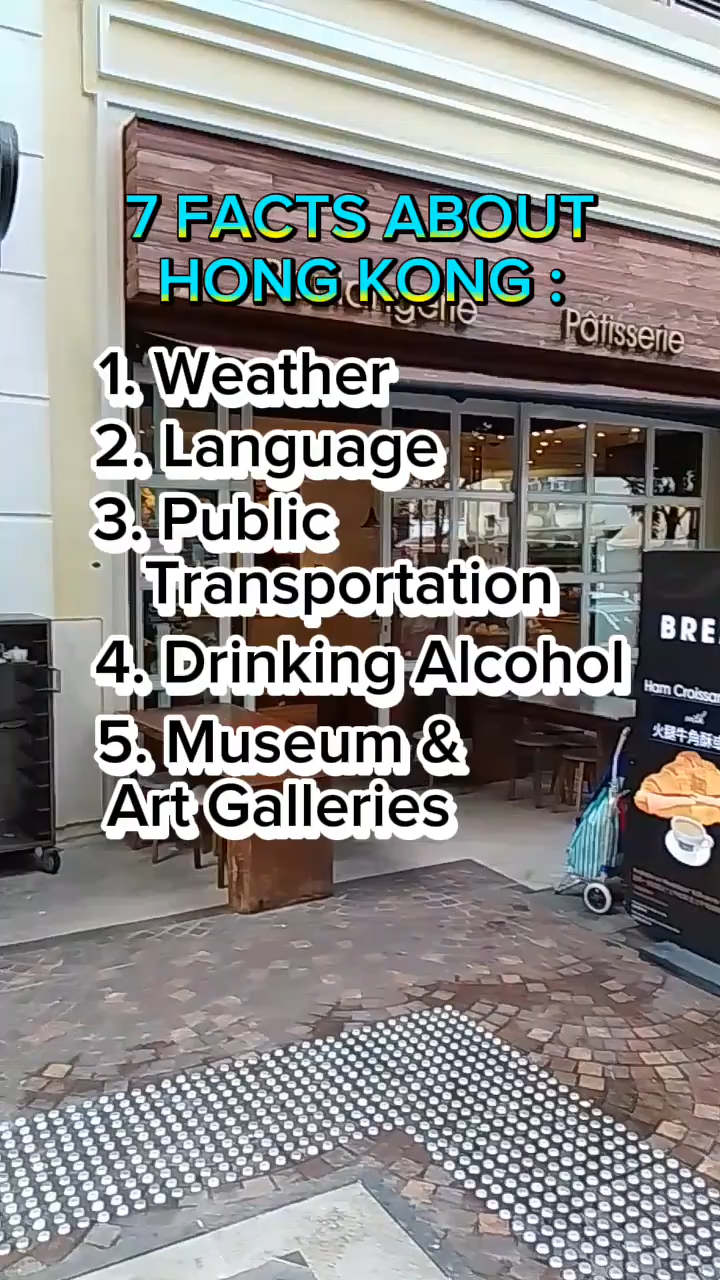 7 FACTS ABOUT
HONG KONG :
Pâtisserie
1. Weather
2. Language
3. Public
Transportation
4. Drinking Alcohol
5. Museum &
Art Galleries
BRE
Ham Croissa
with
火腿牛角酥